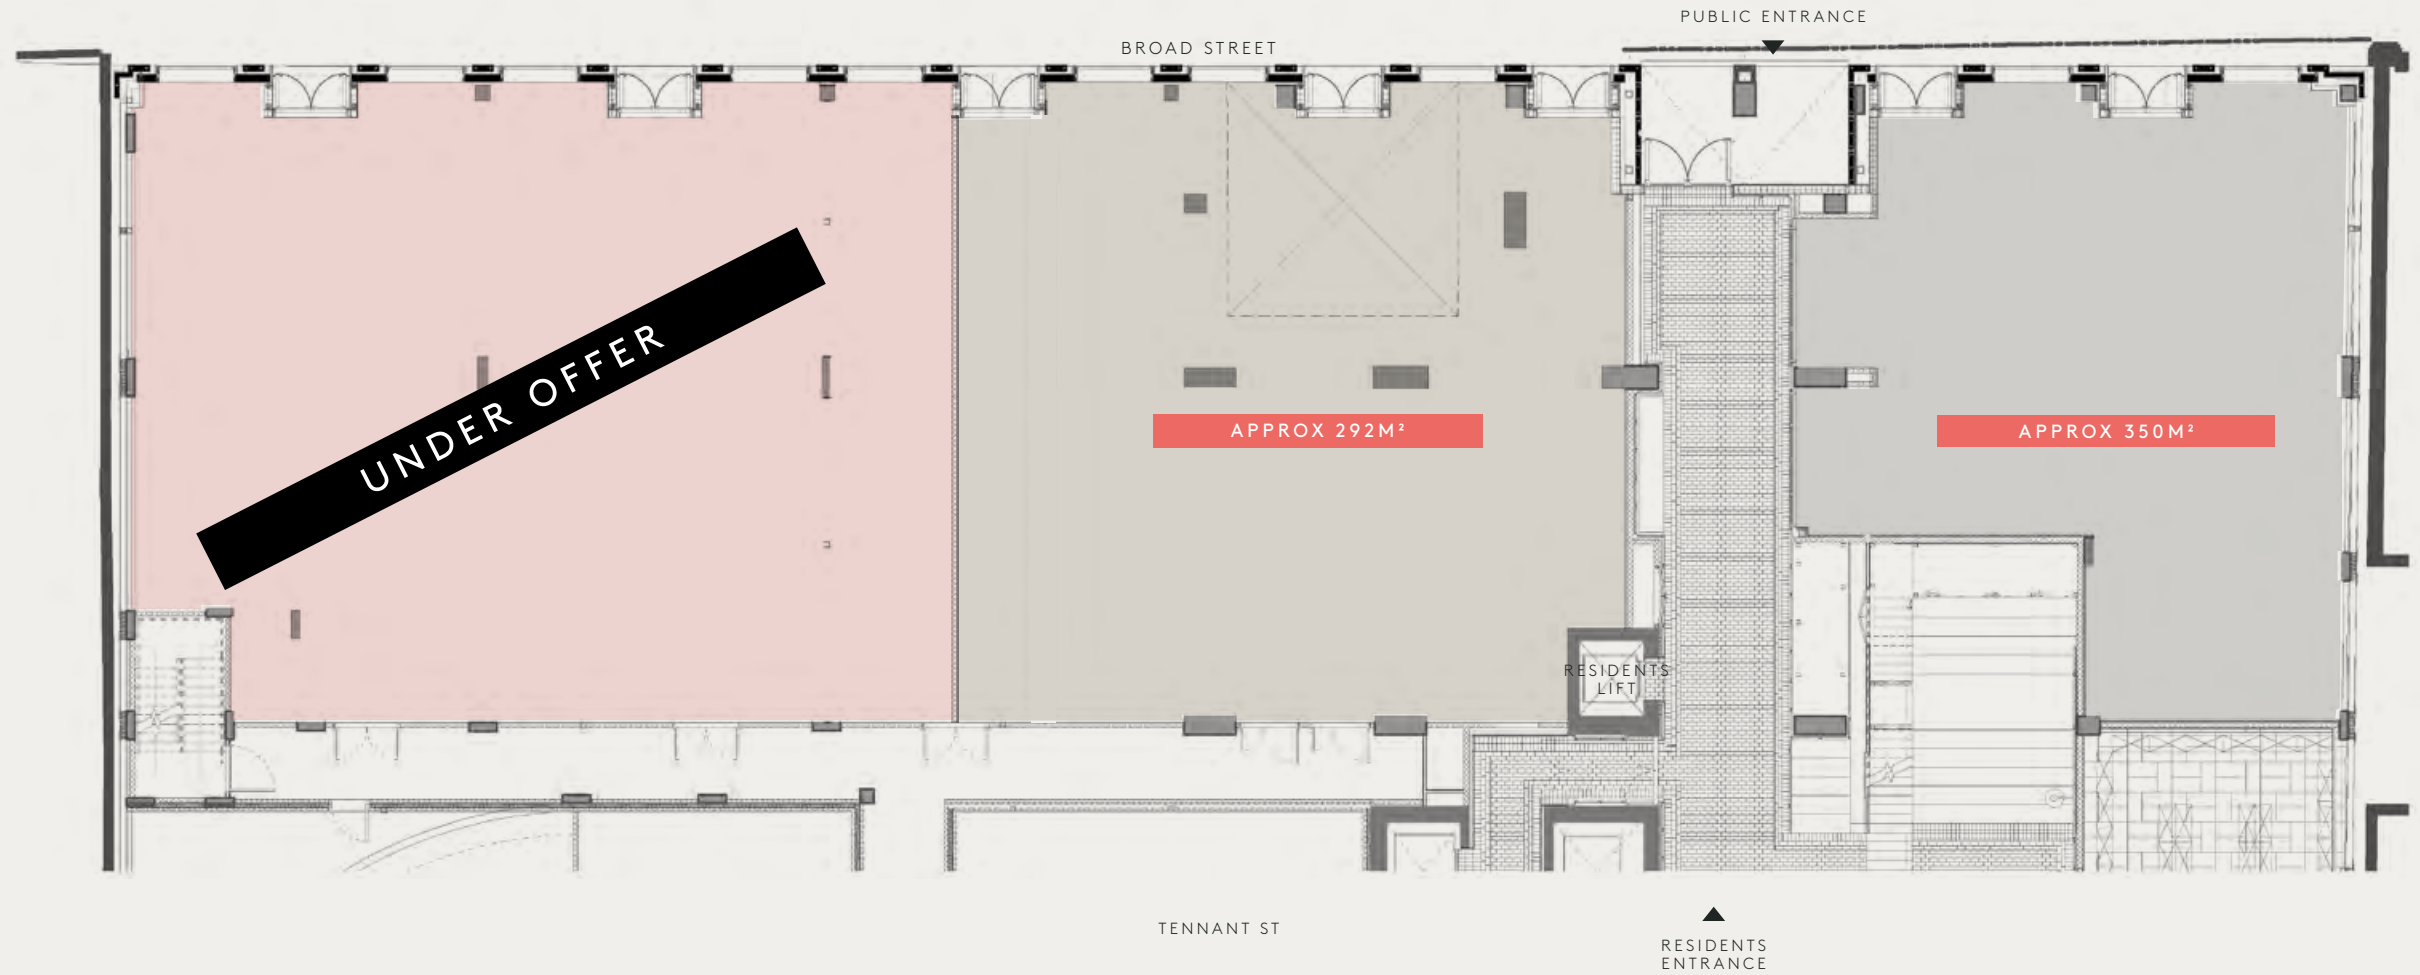 PUBLIC ENTRANCE
BROAD STREET
UNDER OFFER
APPROX 292M²
APPROX 350M²
RESIDENTS
LIFT
TENNANT ST
RESIDENTS
ENTRANCE